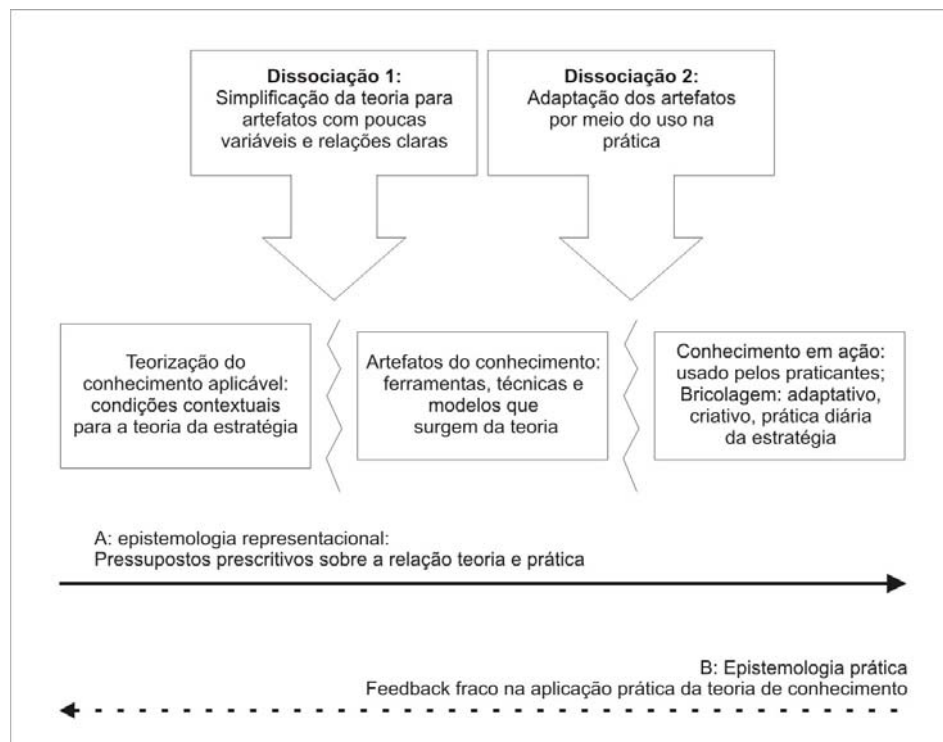 Dissociação 1:
Simplificação da teoria para
artefatos com poucas
variáveis e relações claras
Dissociação 2:
Adaptação dos artefatos
por meio do uso na
prática
Teorização do
conhecimento aplicável:
condições contextuais
para a teoria da estratégia
Artefatos do conhecimento:
ferramentas, técnicas e
modelos que
surgem da teoria
Conhecimento em ação:
usado pelos praticantes;
Bricolagem: adaptativo,
criativo, prática diária
da estratégia
A: epistemologia representacional:
Pressupostos prescritivos sobre a relação teoria e prática
B: Epistemologia prática
Feedback fraco na aplicação prática da teoria de conhecimento